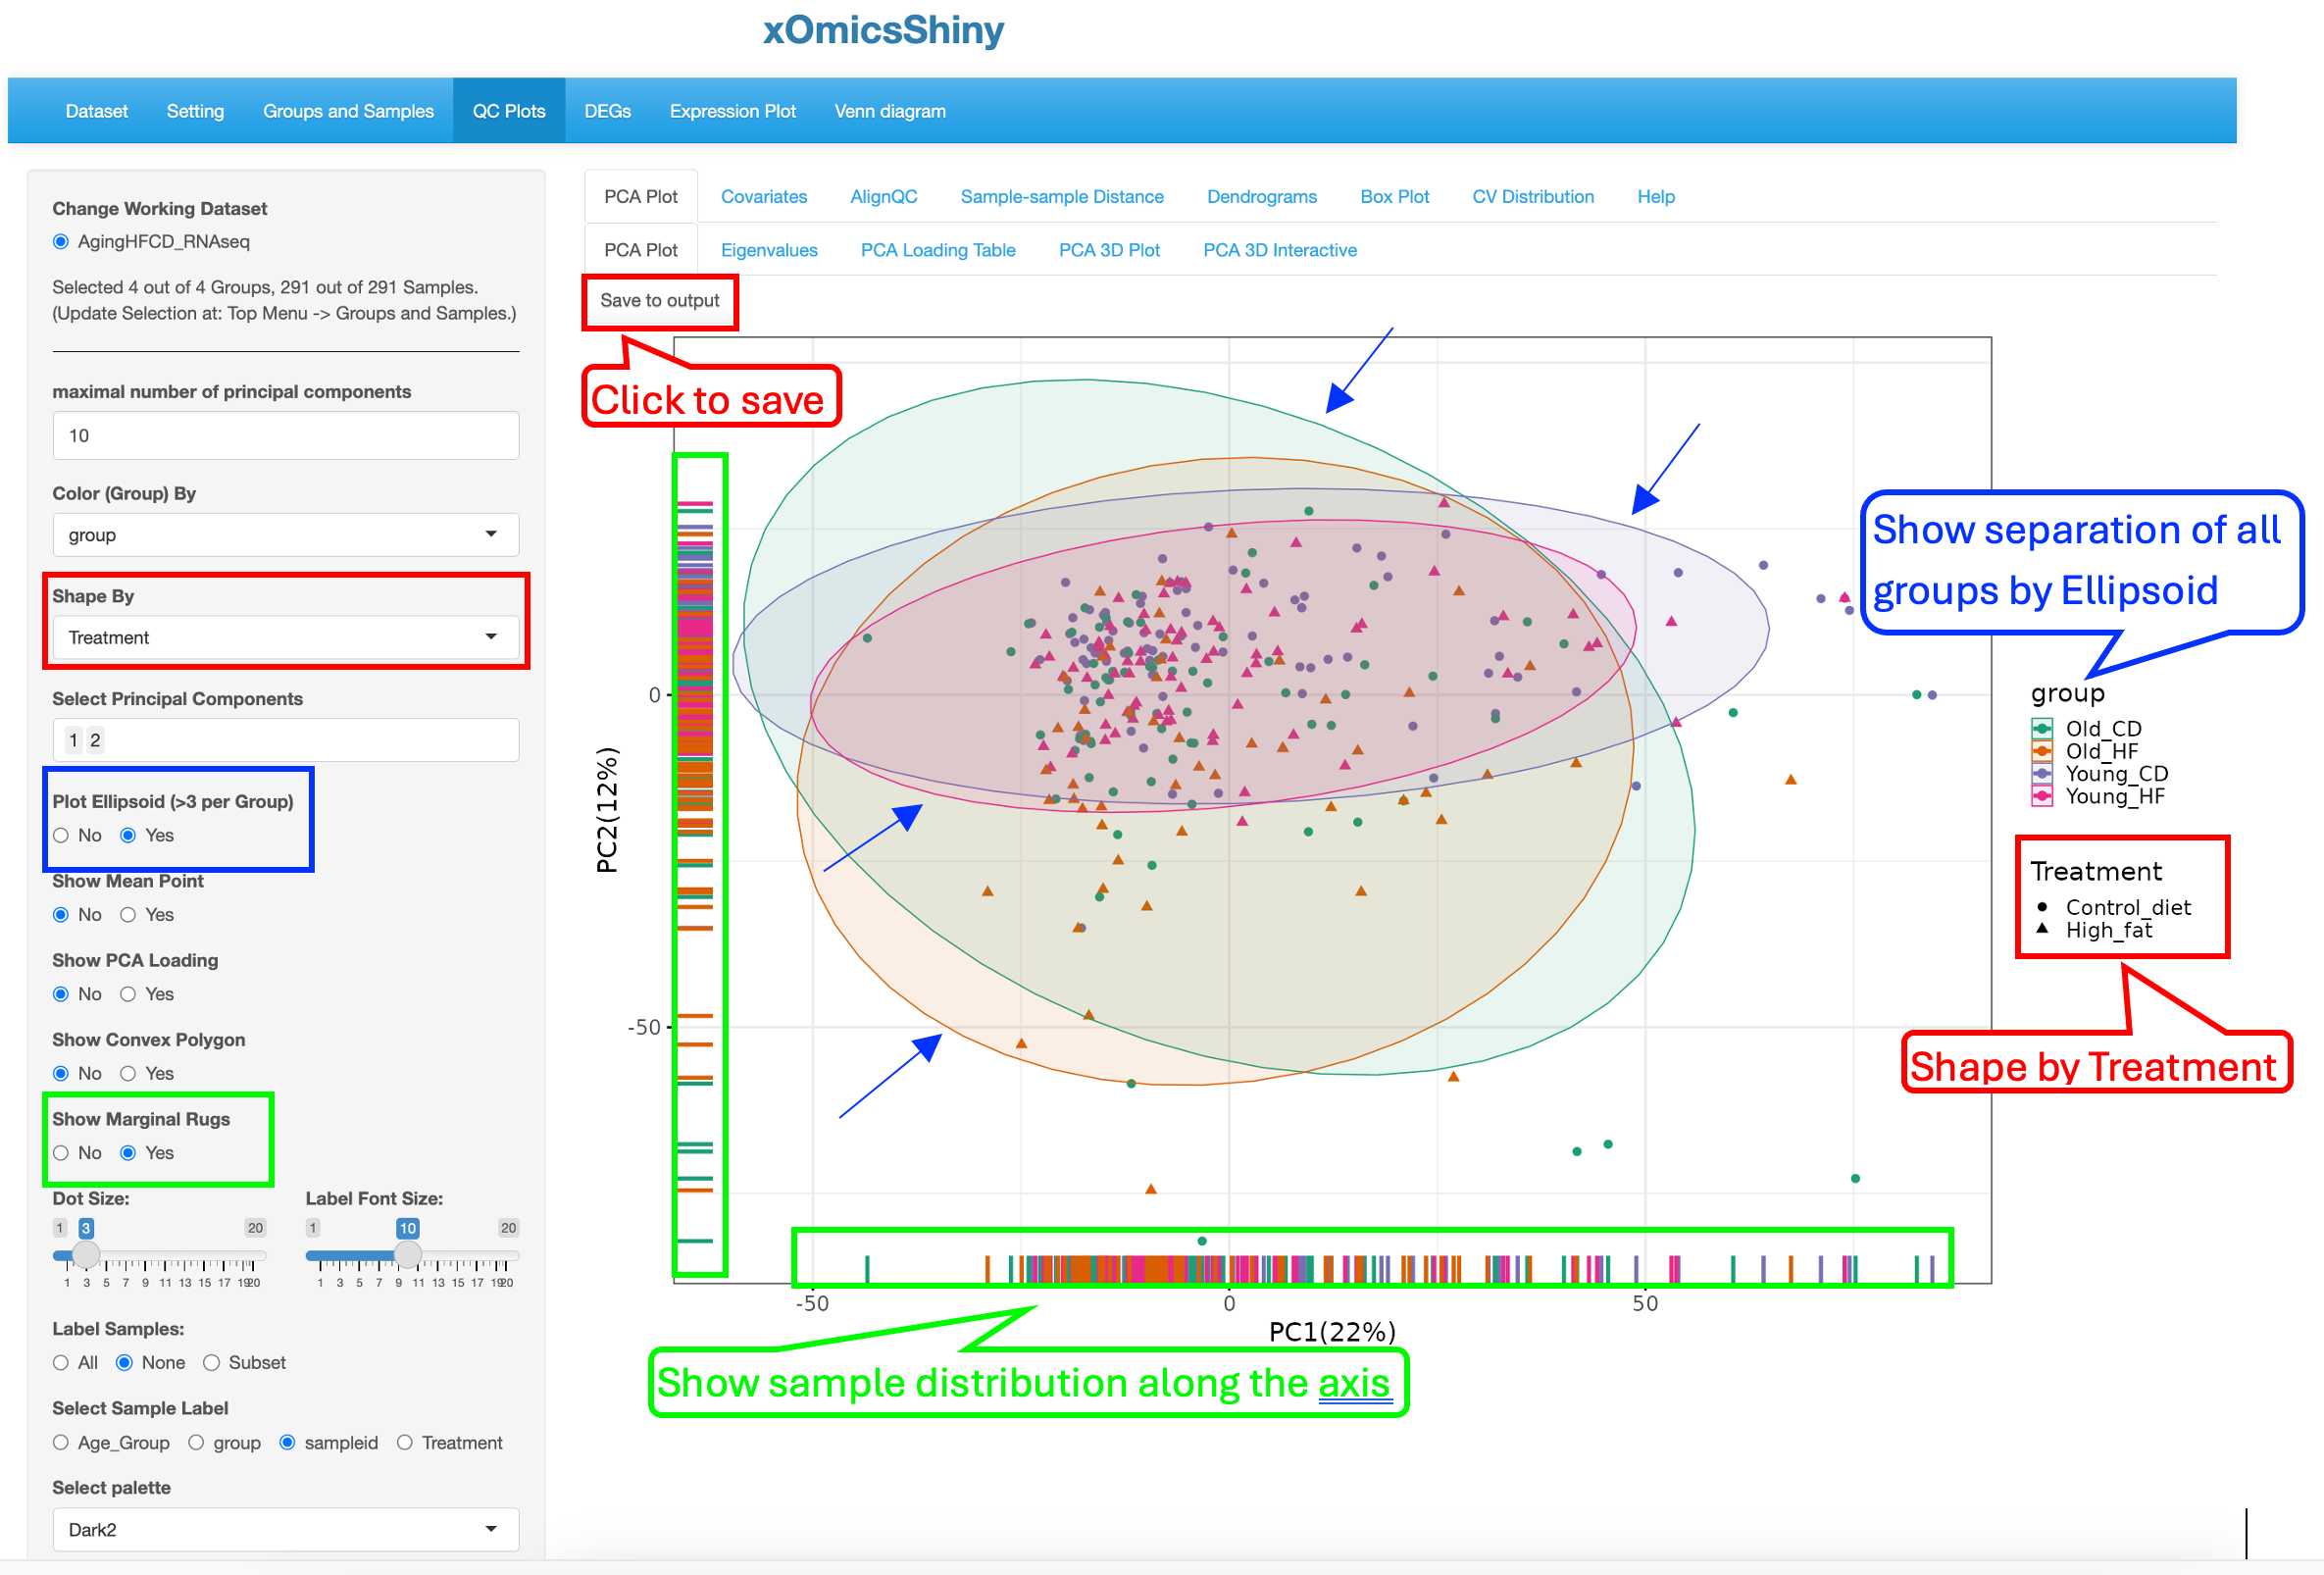 xOmicsShiny
Dataset Setting Groups and Samples QC Plots DEGs Expression Plot Venn diagram
Change Working Dataset
AgingHFCD_RNAseq
Selected 4 out of 4 Groups, 291 out of 291 Samples.
(Update Selection at: Top Menu -> Groups and Samples.)
maximal number of principal components
10
Color (Group) By
group
Shape By
Treatment
Select Principal Components
1 2
Plot Ellipsoid (>3 per Group)
No Yes
Show Mean Point
No Yes
Show PCA Loading
No Yes
Show Convex Polygon
No Yes
Show Marginal Rugs
No Yes
Dot Size: Label Font Size:
1 3 20 1 10 20
1 3 5 7 9 11 13 15 17 19 20 1 3 5 7 9 11 13 15 17 19 20
Label Samples:
All None Subset
Select Sample Label
Age_Group group sampleid Treatment
Select palette
Dark2
PCA Plot Covariates AlignQC Sample-sample Distance Dendrograms Box Plot CV Distribution Help
PCA Plot Eigenvalues PCA Loading Table PCA 3D Plot PCA 3D Interactive
Save to output
Click to save
PC2(12%)
0
-50
-50 0 50
PC1(22%)
Show sample distribution along the axis
Show separation of all
groups by Ellipsoid
group
Old_CD
Old_HF
Young_CD
Young_HF
Treatment
Control_diet
High_fat
Shape by Treatment